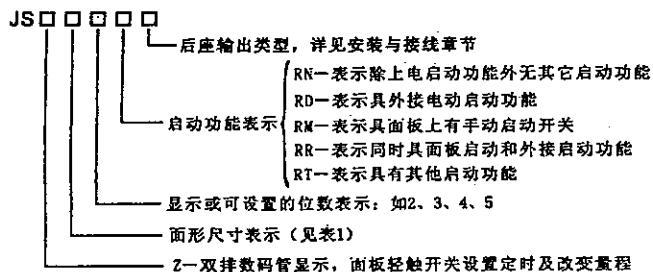 JS□□□□□
后座输出类型，详见安装与接线章节
RN—表示除上电启动功能外无其它启动功能
RD—表示具外接电动启动功能
启动功能表示
RM—表示具面板上有手动启动开关
RR—表示同时具面板启动和外接启动功能
RT—表示具有其他启动功能
显示或可设置的位数表示：如2、3、4、5
面形尺寸表示（见表1）
Z—双排数码管显示，面板轻触开关设置定时及改变量程